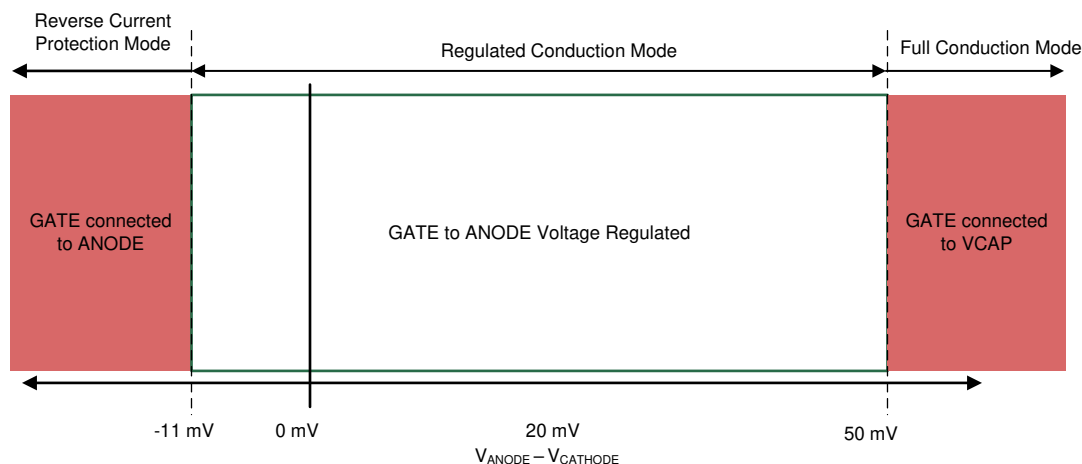 Reverse Current
Protection Mode
Regulated Conduction Mode
Full Conduction Mode
GATE connected
to ANODE
GATE to ANODE Voltage Regulated
GATE connected
to VCAP
-11 mV
0 mV
20 mV
50 mV
VANODE – VCATHODE